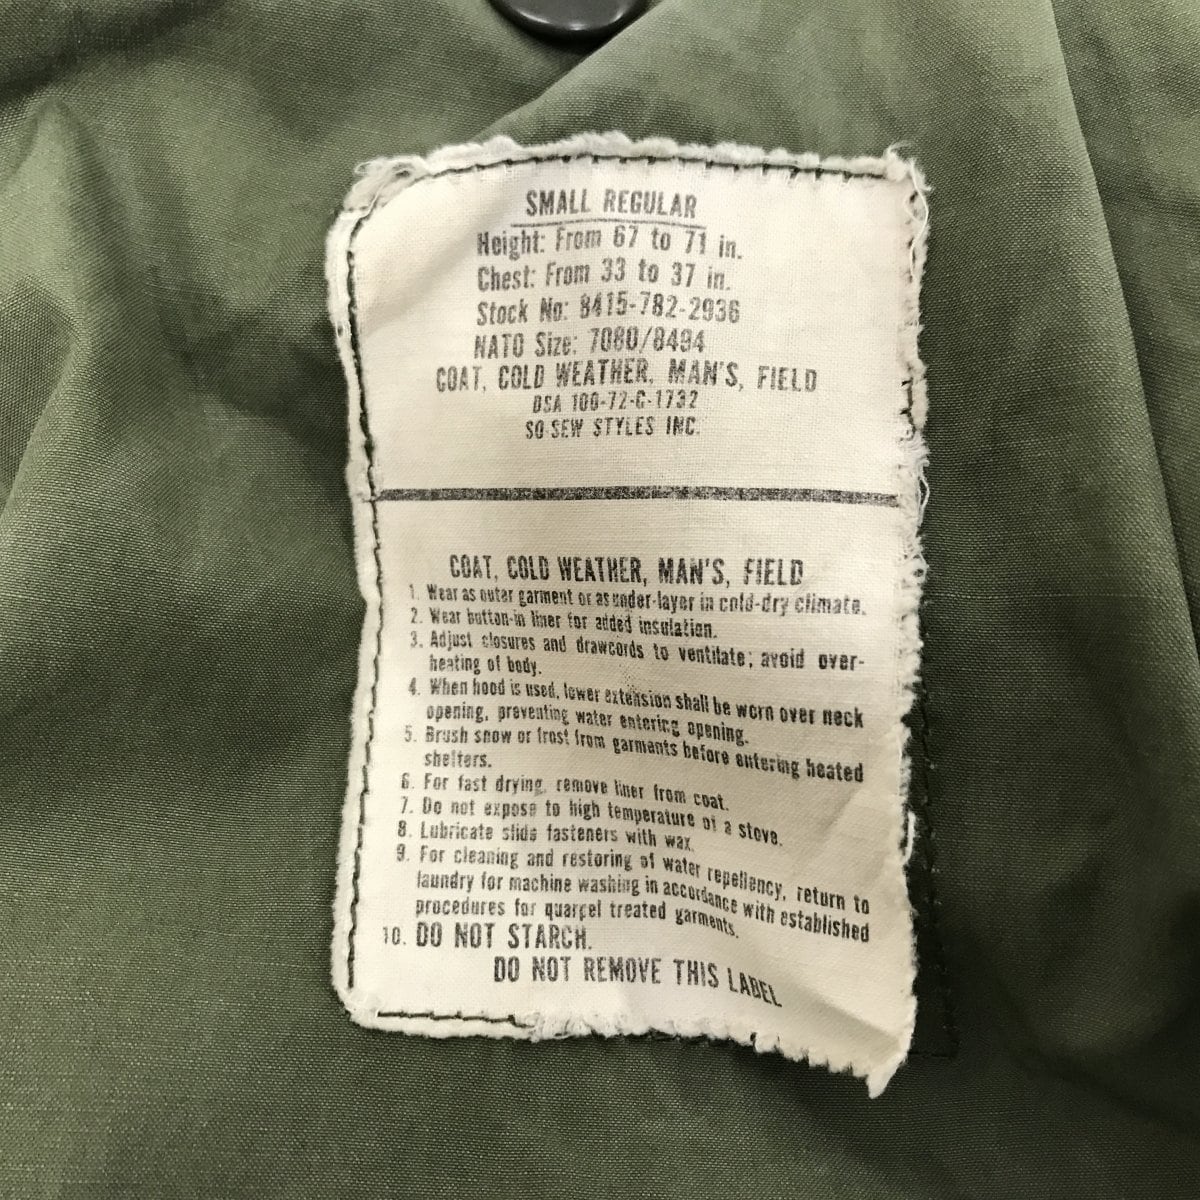 SMALL REGULAR
Height: From 67 to 71 in.
Chest: From 33 to 37 in.
Stock No: 8415-782-2936
NATO Size: 7080/8494
COAT, COLD WEATHER, MAN'S, FIELD
DSA 100-72-C-1732
SO-SEW STYLES INC.
COAT, COLD WEATHER, MAN'S, FIELD
1. Wear as outer garment or as under-layer in cold-dry climate.
2. Wear button-in liner for added insulation.
3. Adjust closures and drawcords to ventilate; avoid over-
heating of body.
4. When hood is used, lower extension shall be worn over neck
opening, preventing water entering opening.
5. Brush snow or frost from garments before entering heated
shelters.
6. For fast drying, remove liner from coat.
7. Do not expose to high temperature of a stove.
8. Lubricate slide fasteners with wax.
9. For cleaning and restoring of water repellency, return to
laundry for machine washing in accordance with established
procedures for quarpel treated garments.
10. DO NOT STARCH.
DO NOT REMOVE THIS LABEL